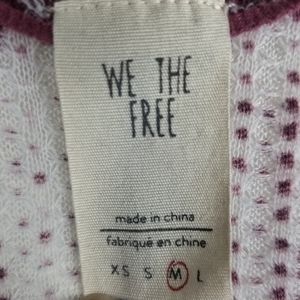 WE THE
FREE
made in china
fabriqué en chine
XS S M L